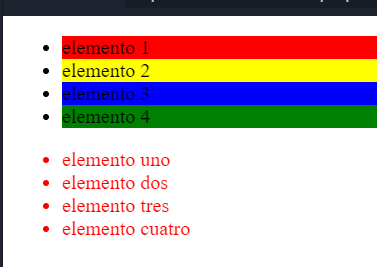 elemento 1
elemento 2
elemento 3
elemento 4
elemento uno
elemento dos
elemento tres
elemento cuatro